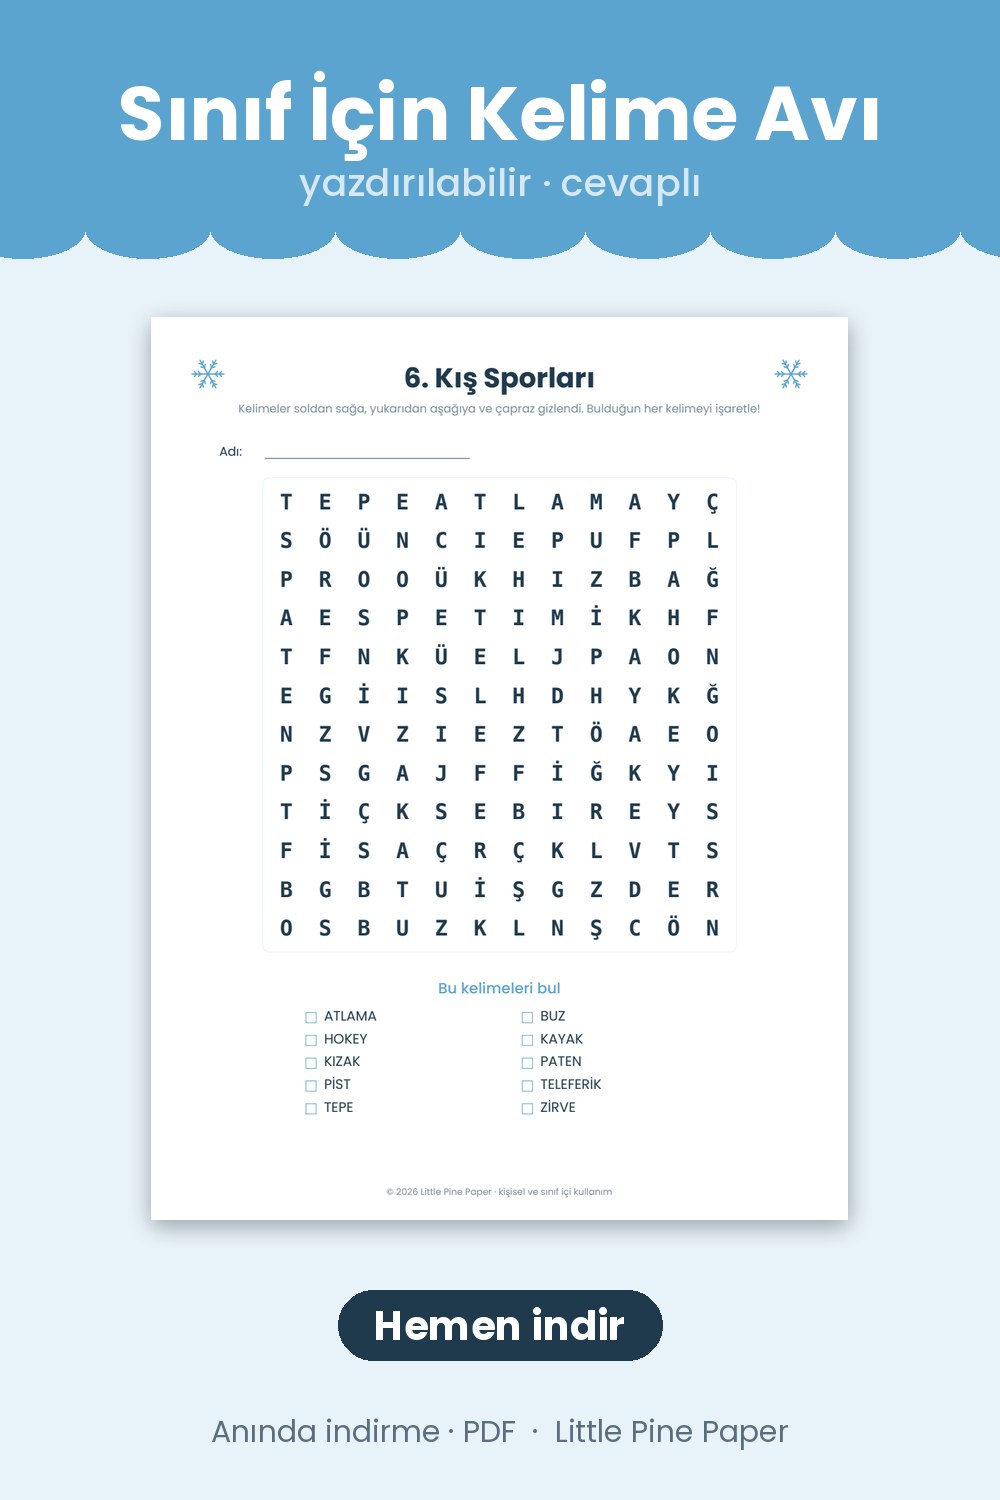 Sınıf İçin Kelime Avı
yazdırılabilir · cevaplı
6. Kış Sporları
Kelimeler soldan sağa, yukarıdan aşağıya ve çapraz gizlendi. Bulduğun her kelimeyi işaretle!
Adı:
T E P E A T L A M A Y Ç
S Ö Ü N C I E P U F P L
P R O O Ü K H I Z B A Ğ
A E S P E T I M İ K H F
T F N K Ü E L J P A O N
E G İ I S L H D H Y K Ğ
N Z V Z I E Z T Ö A E O
P S G A J F F İ Ğ K Y I
T İ Ç K S E B I R E Y S
F İ S A Ç R Ç K L V T S
B G B T U İ Ş G Z D E R
O S B U Z K L N Ş C Ö N
Bu kelimeleri bul
ATLAMA BUZ
HOKEY KAYAK
KIZAK PATEN
PİST TELEFERİK
TEPE ZİRVE
© 2026 Little Pine Paper · kişisel ve sınıf içi kullanım
Hemen indir
Anında indirme · PDF · Little Pine Paper